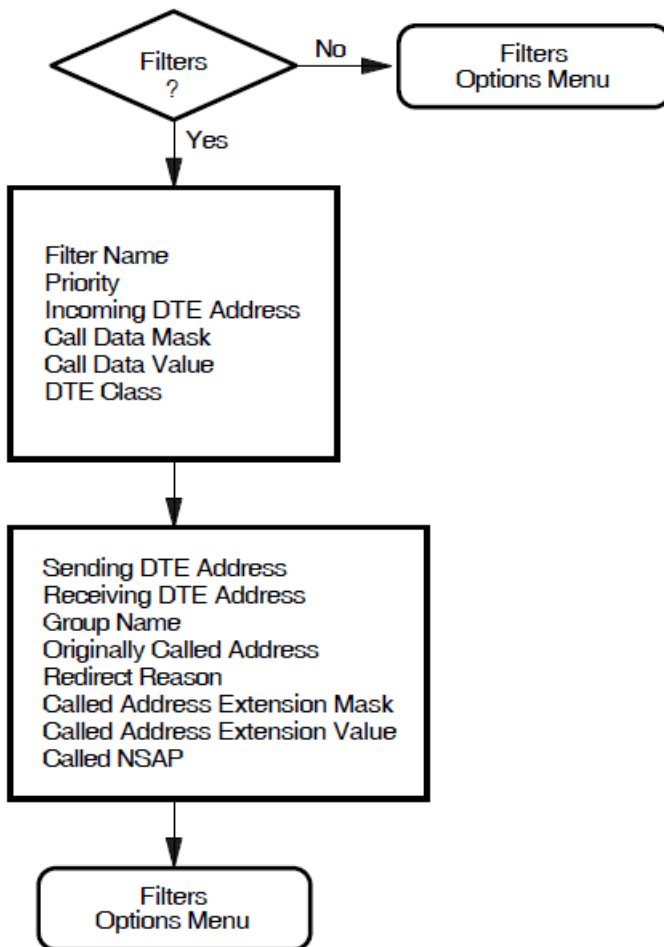 Filters
?
No
Filters
Options Menu
Yes
Filter Name
Priority
Incoming DTE Address
Call Data Mask
Call Data Value
DTE Class
Sending DTE Address
Receiving DTE Address
Group Name
Originally Called Address
Redirect Reason
Called Address Extension Mask
Called Address Extension Value
Called NSAP
Filters
Options Menu